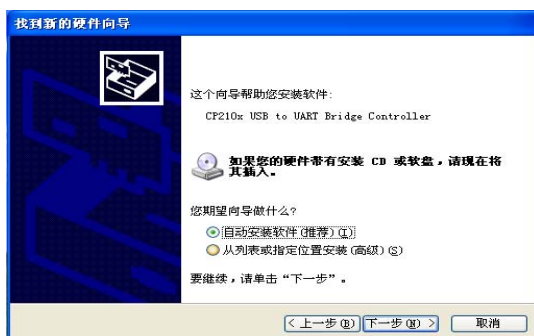 找到新的硬件向导
这个向导帮助您安装软件:
CP210x USB to UART Bridge Controller
如果您的硬件带有安装 CD 或软盘，请现在将
其插入。
您期望向导做什么?
自动安装软件(推荐)(I)
从列表或指定位置安装(高级)(S)
要继续，请单击“下一步”。
< 上一步(B) 下一步(N) > 取消